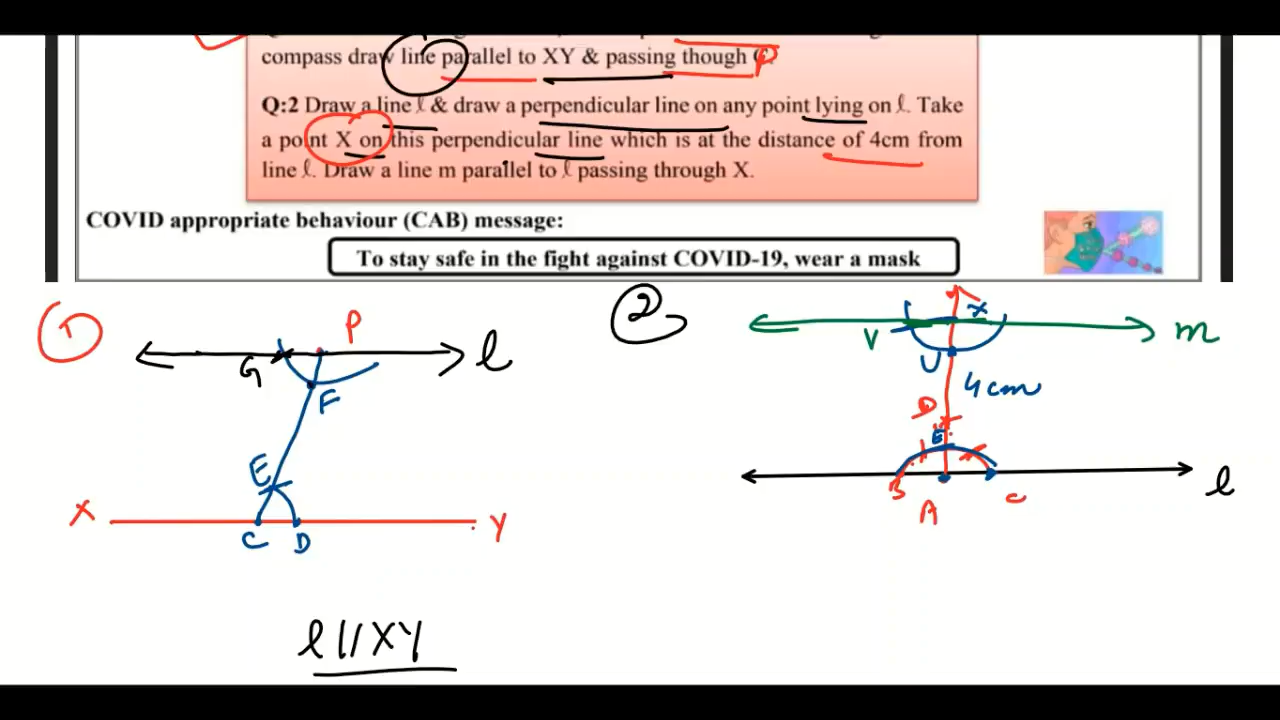 compass draw line parallel to XY & passing though P
Q:2 Draw a line ℓ & draw a perpendicular line on any point lying on ℓ. Take
a point X on this perpendicular line which is at the distance of 4cm from
line ℓ. Draw a line m parallel to ℓ passing through X.
COVID appropriate behaviour (CAB) message:
To stay safe in the fight against COVID-19, wear a mask
1
P
G
F
ℓ
E
X
C
D
Y
ℓ // XY
2
X
V
U
m
4cm
D
E
B
A
C
ℓ